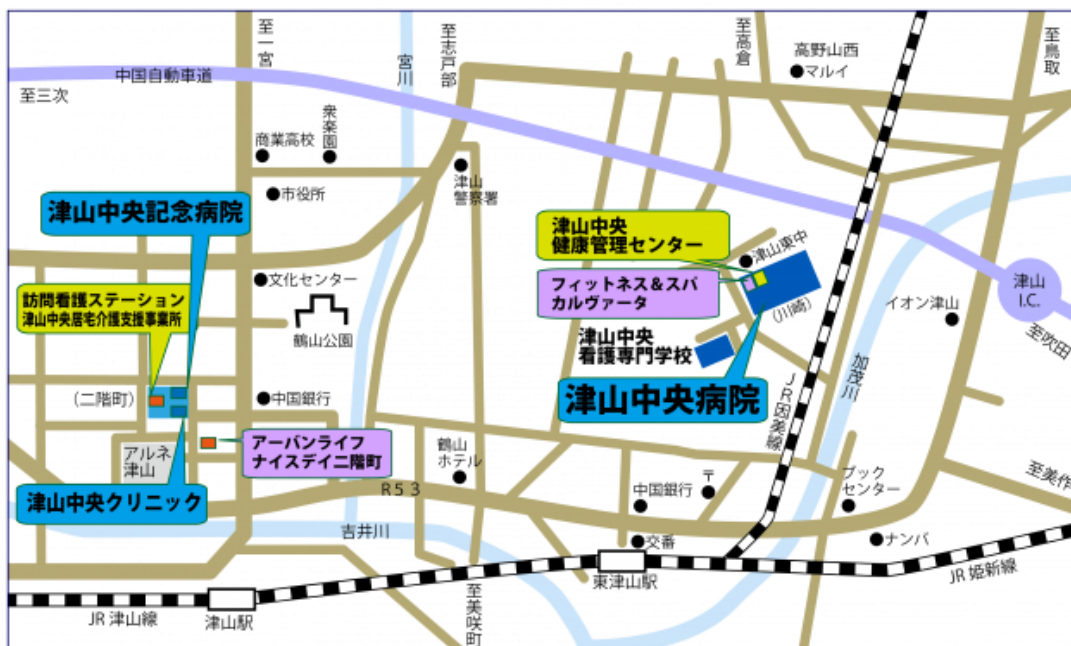 至一宮
宮川
至志戸部
至高倉
高野山西
マルイ
至鳥取
中国自動車道
至三次
商業高校
衆楽園
市役所
津山
警察署
津山中央記念病院
津山中央
健康管理センター
津山東中
フィットネス&スパ
カルヴァータ
津山
I.C.
至吹田
文化センター
訪問看護ステーション
津山中央居宅介護支援事業所
鶴山公園
(川崎)
イオン津山
津山中央
看護専門学校
加茂川
津山中央病院
JR因美線
(二階町)
中国銀行
アーバンライフ
ナイスデイ二階町
アルネ
津山
鶴山
ホテル
津山中央クリニック
R53
中国銀行
〒
ブック
センター
至美作
吉井川
交番
ナンバ
東津山駅
JR姫新線
JR津山線
津山駅
至美咲町